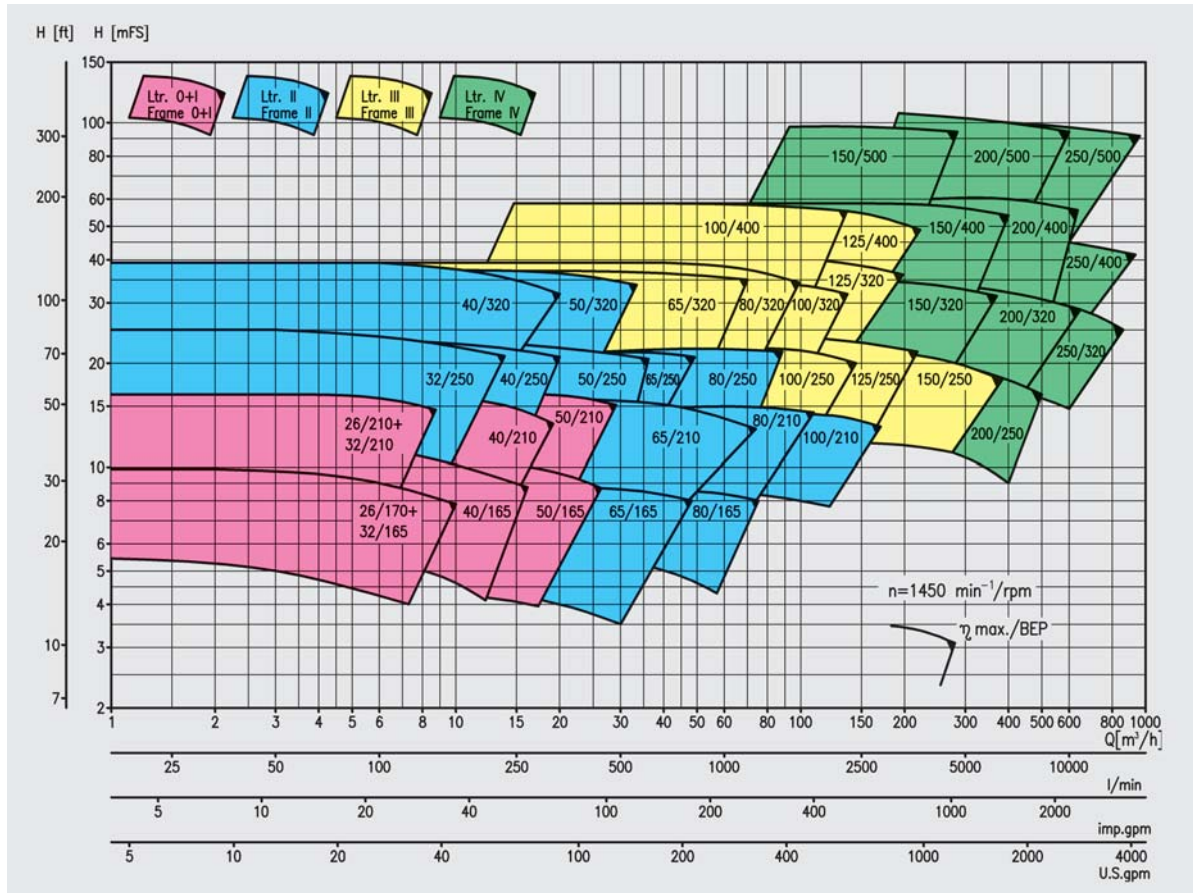 H [ft] H [mFS]
150
100
80
60
50
40
30
20
15
10
8
6
5
4
3
2
300
200
100
70
50
30
20
10
7
Ltr. 0+I
Frame 0+I
Ltr. II
Frame II
Ltr. III
Frame III
Ltr. IV
Frame IV
150/500 200/500 250/500
100/400 125/400 150/400 200/400 250/400
40/320 50/320 65/320 80/320 100/320 125/320 150/320 200/320 250/320
32/250 40/250 50/250 65/250 80/250 100/250 125/250 150/250 200/250
26/210+
32/210
40/210 50/210 65/210 80/210 100/210
26/170+
32/165
40/165 50/165 65/165 80/165
n=1450 min⁻¹/rpm
η max./BEP
1 2 3 4 5 6 8 10 15 20 30 40 50 60 80 100 150 200 300 400 500 600 800 1000
Q[m³/h]
25 50 100 250 500 1000 2500 5000 10000
l/min
5 10 20 40 100 200 400 1000 2000
imp.gpm
5 10 20 40 100 200 400 1000 2000 4000
U.S.gpm